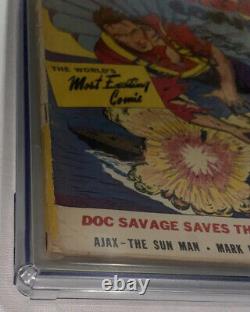 THE WORLD'S
Most Exciting
Comic
DOC SAVAGE SAVES TH
AJAX-THE SUN MAN • MARK